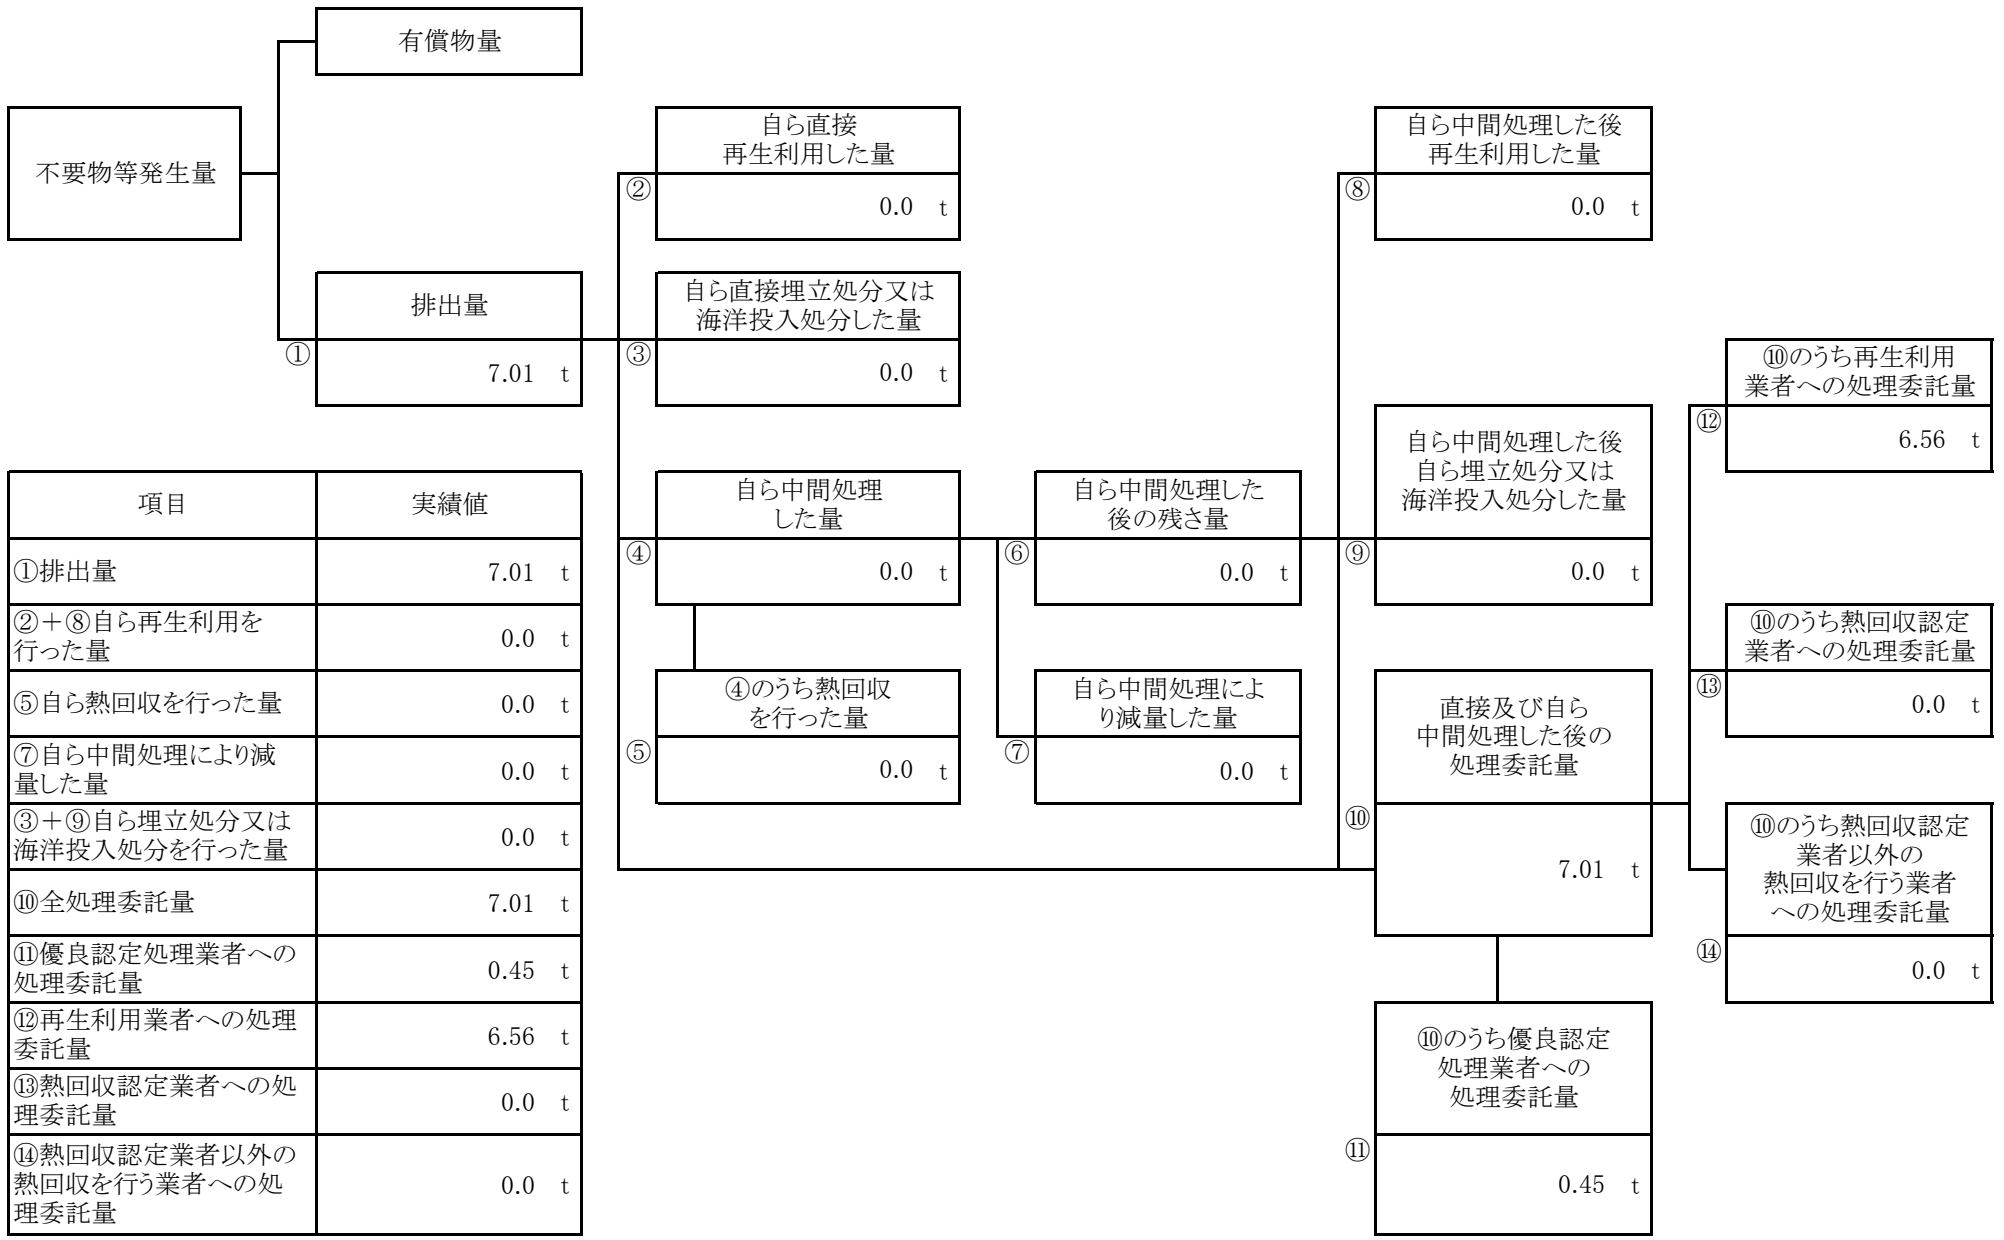 有償物量
不要物等発生量
排出量
①
7.01 t
自ら直接
再生利用した量
②
0.0 t
自ら直接埋立処分又は
海洋投入処分した量
③
0.0 t
自ら中間処理
した量
④
0.0 t
④のうち熱回収
を行った量
⑤
0.0 t
自ら中間処理した
後の残さ量
⑥
0.0 t
自ら中間処理によ
り減量した量
⑦
0.0 t
自ら中間処理した後
再生利用した量
⑧
0.0 t
自ら中間処理した後
自ら埋立処分又は
海洋投入処分した量
⑨
0.0 t
直接及び自ら
中間処理した後の
処理委託量
⑩
7.01 t
⑩のうち優良認定
処理業者への
処理委託量
⑪
0.45 t
⑩のうち再生利用
業者への処理委託量
⑫
6.56 t
⑩のうち熱回収認定
業者への処理委託量
⑬
0.0 t
⑩のうち熱回収認定
業者以外の
熱回収を行う業者
への処理委託量
⑭
0.0 t
項目 実績値
①排出量 7.01 t
②＋⑧自ら再生利用を
行った量 0.0 t
⑤自ら熱回収を行った量 0.0 t
⑦自ら中間処理により減
量した量 0.0 t
③＋⑨自ら埋立処分又は
海洋投入処分を行った量 0.0 t
⑩全処理委託量 7.01 t
⑪優良認定処理業者への
処理委託量 0.45 t
⑫再生利用業者への処理
委託量 6.56 t
⑬熱回収認定業者への処
理委託量 0.0 t
⑭熱回収認定業者以外の
熱回収を行う業者への処
理委託量 0.0 t